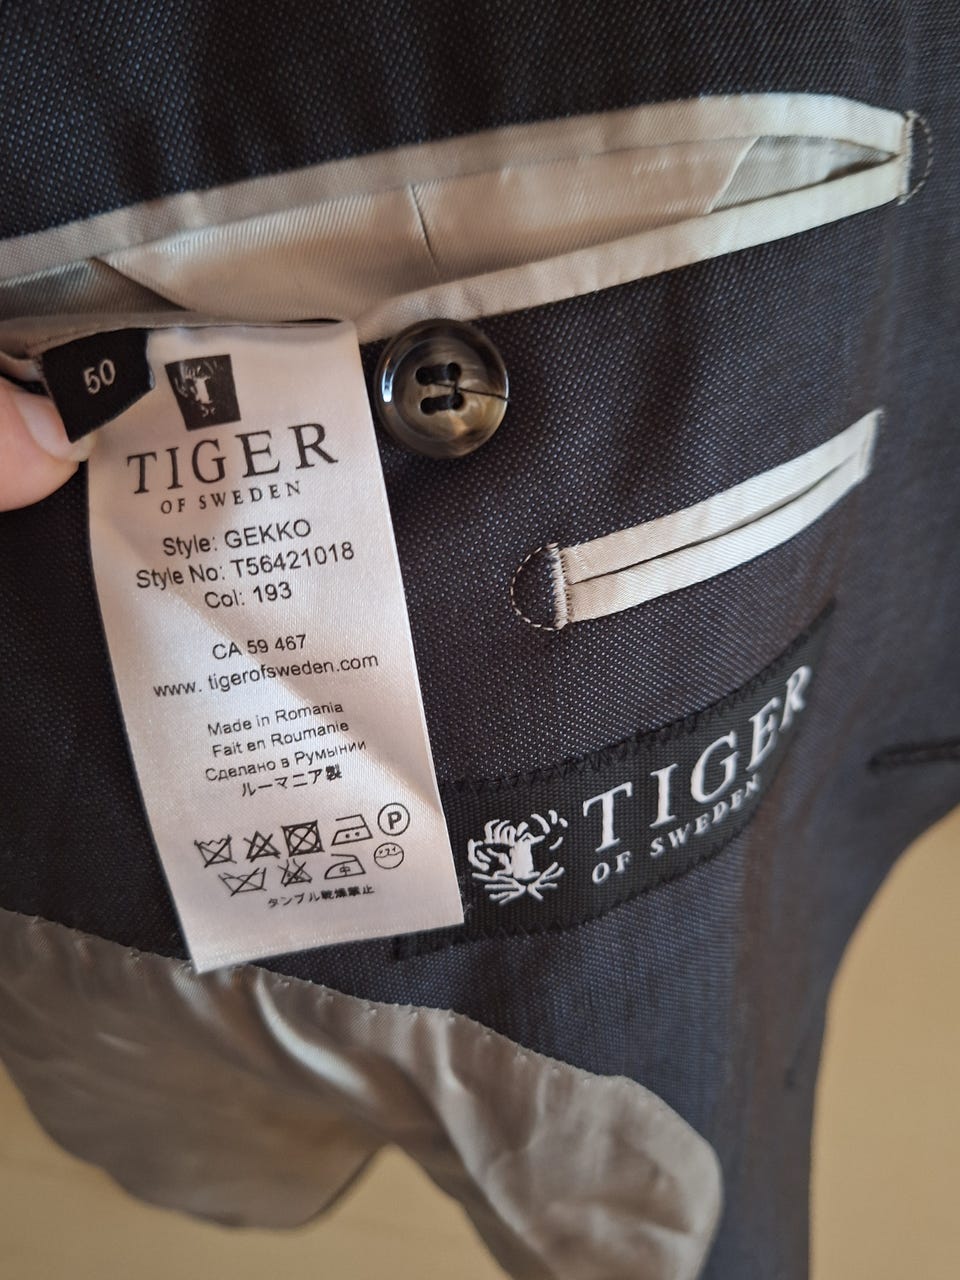 50
TIGER
OF SWEDEN
Style: GEKKO
Style No: T56421018
Col: 193
CA 59 467
www. tigerofsweden.com
Made in Romania
Fait en Roumanie
Сделано в Румынии
ルーマニア製
P
タンブル乾燥禁止
TIGER
OF SWEDEN